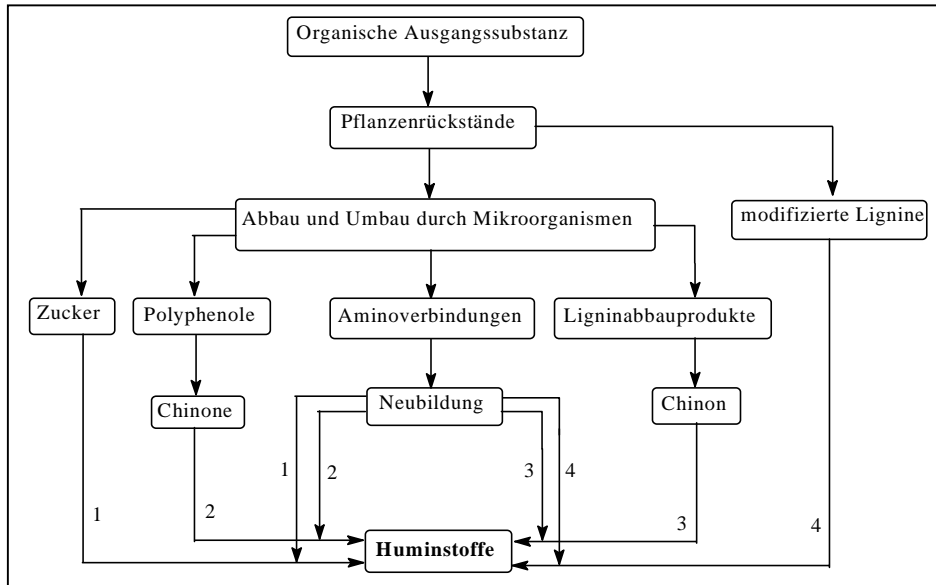 Organische Ausgangssubstanz
Pflanzenrückstände
Abbau und Umbau durch Mikroorganismen
modifizierte Lignine
Zucker
Polyphenole
Aminoverbindungen
Ligninabbauprodukte
Chinone
Neubildung
Chinon
1
2
3
4
1
2
3
4
Huminstoffe